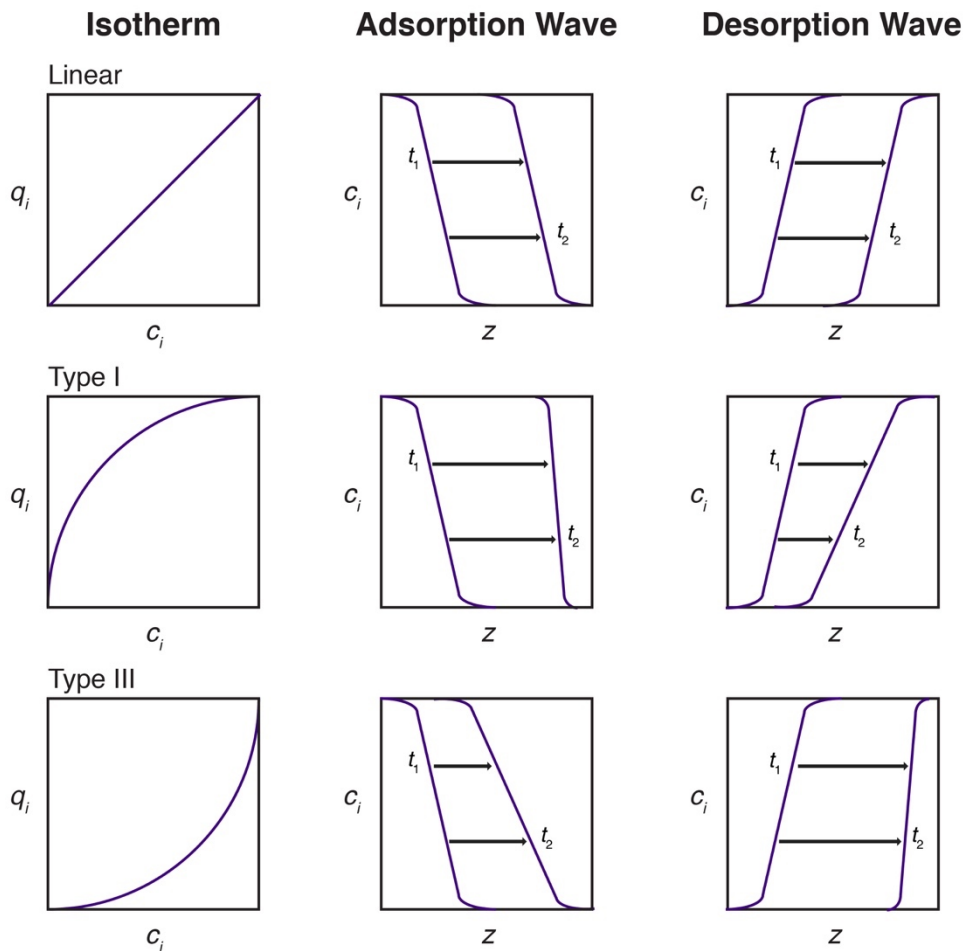 Isotherm Adsorption Wave Desorption Wave
Linear
q_i
c_i
c_i
t_1
t_2
z
c_i
t_1
t_2
z
Type I
q_i
c_i
c_i
t_1
t_2
z
c_i
t_1
t_2
z
Type III
q_i
c_i
c_i
t_1
t_2
z
c_i
t_1
t_2
z